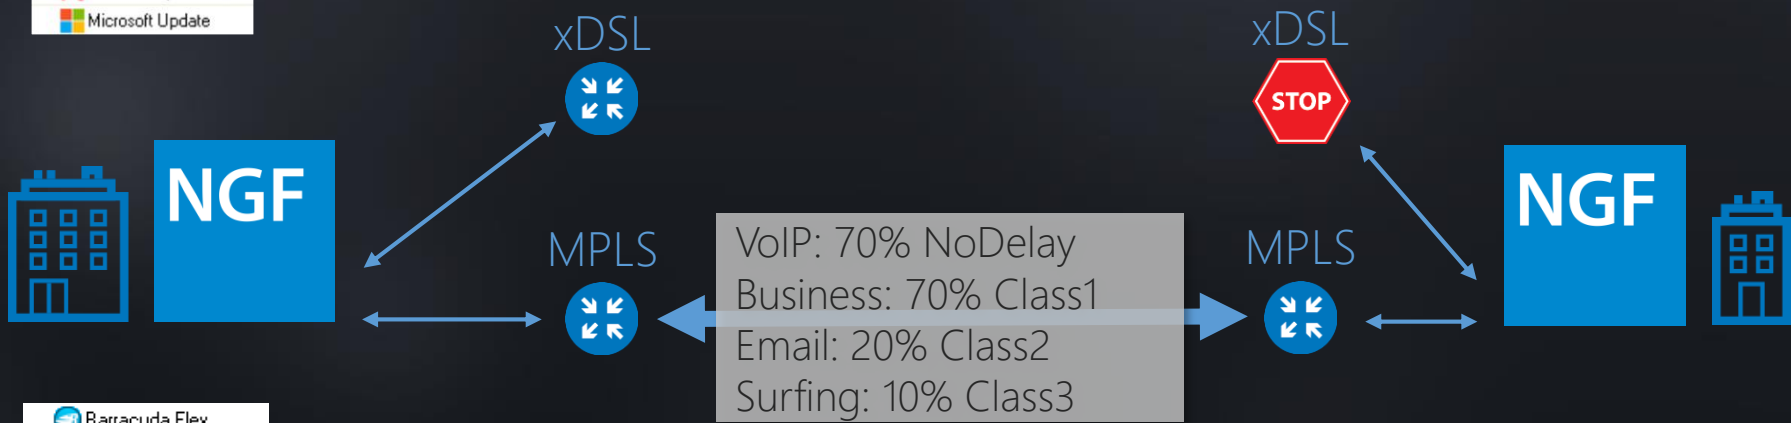 Microsoft Update
xDSL
xDSL
STOP
NGF
NGF
MPLS
MPLS
VoIP: 70% NoDelay
Business: 70% Class1
Email: 20% Class2
Surfing: 10% Class3
Barracuda Flex